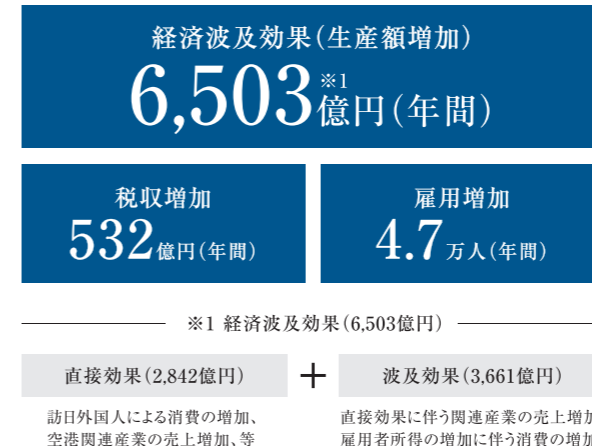 経済波及効果（生産額増加）
6,503億円（年間）※1
税収増加
532億円（年間）
雇用増加
4.7万人（年間）
※1 経済波及効果（6,503億円）
直接効果（2,842億円）
＋
波及効果（3,661億円）
訪日外国人による消費の増加、
空港関連産業の売上増加、等
直接効果に伴う関連産業の売上増加
雇用者所得の増加に伴う消費の増加